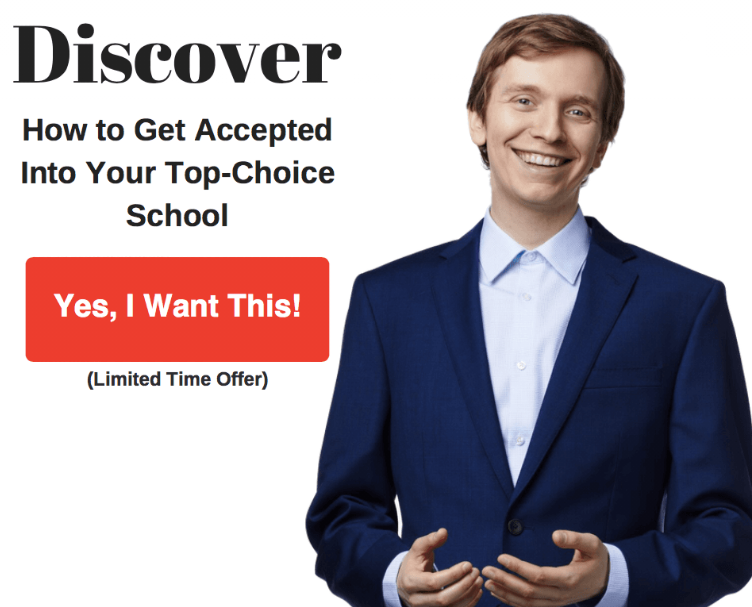 Discover
How to Get Accepted
Into Your Top-Choice
School
Yes, I Want This!
(Limited Time Offer)